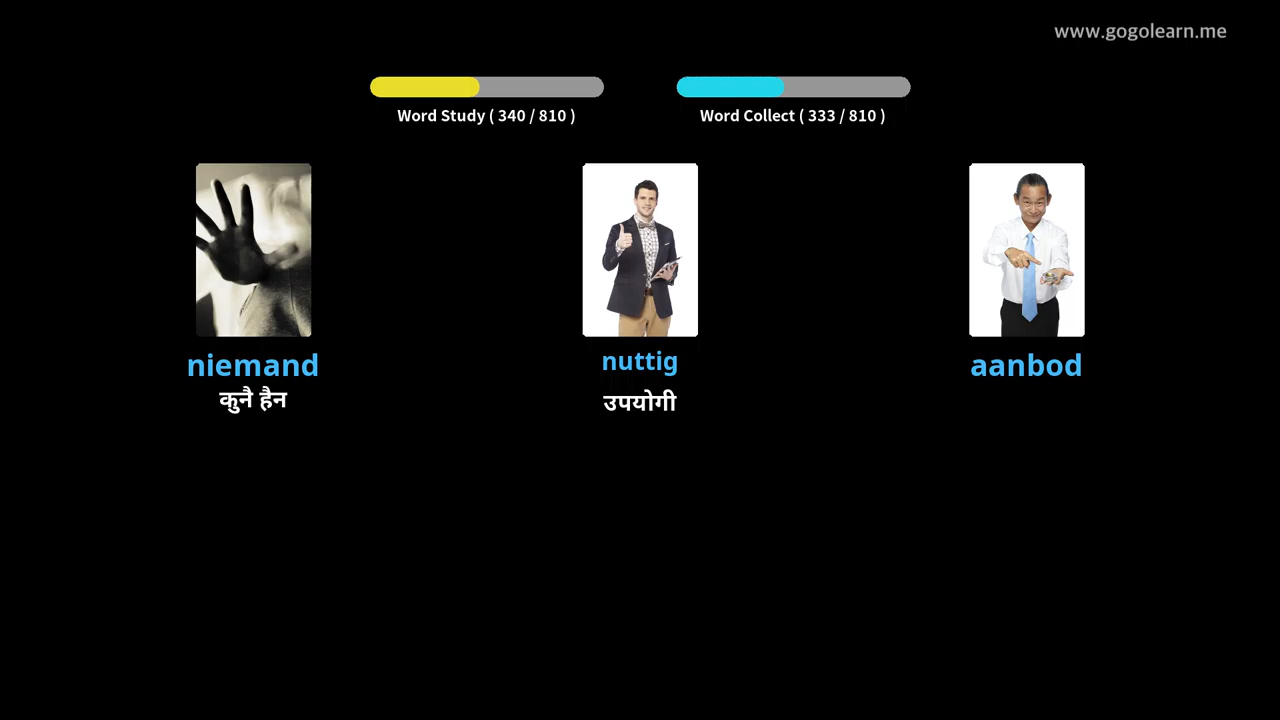 www.gogolearn.me
Word Study ( 340 / 810 )
Word Collect ( 333 / 810 )
niemand
कुनै हैन
nuttig
उपयोगी
aanbod